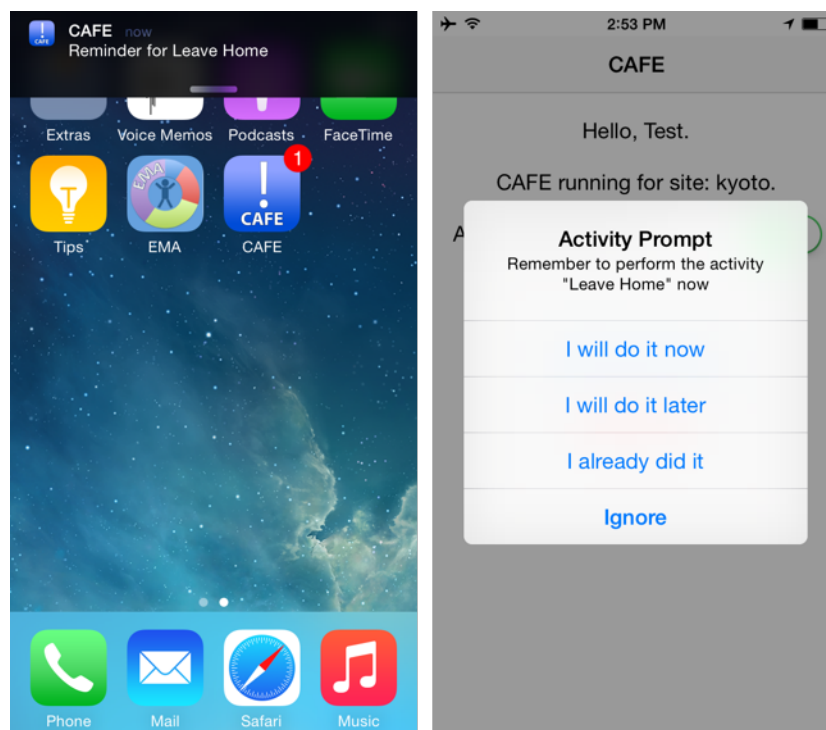 CAFE now
Reminder for Leave Home
Extras Voice Memos Podcasts FaceTime
1
EMA
CAFE
Tips EMA CAFE
Phone Mail Safari Music
2:53 PM
CAFE
Hello, Test.
CAFE running for site: kyoto.
A
Activity Prompt
Remember to perform the activity
"Leave Home" now
I will do it now
I will do it later
I already did it
Ignore